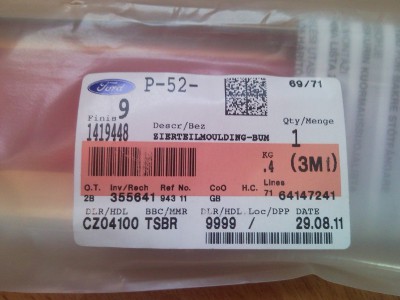 Ford
P-52-
69/71
9
Finis
1419448
Descr/Bez
ZIERTEILMOULDING-BUM
Qty/Menge
1
KG
.4
(3M1)
Q.T. Inv/Rech Ref No. CoO H.C. Lines
2B 355641 943 11 GB 71 64147241
DLR/HDL BBC/MMR DLR/HDL.Loc/DPP DATE
CZ04100 TSBR 9999 / 29.08.11